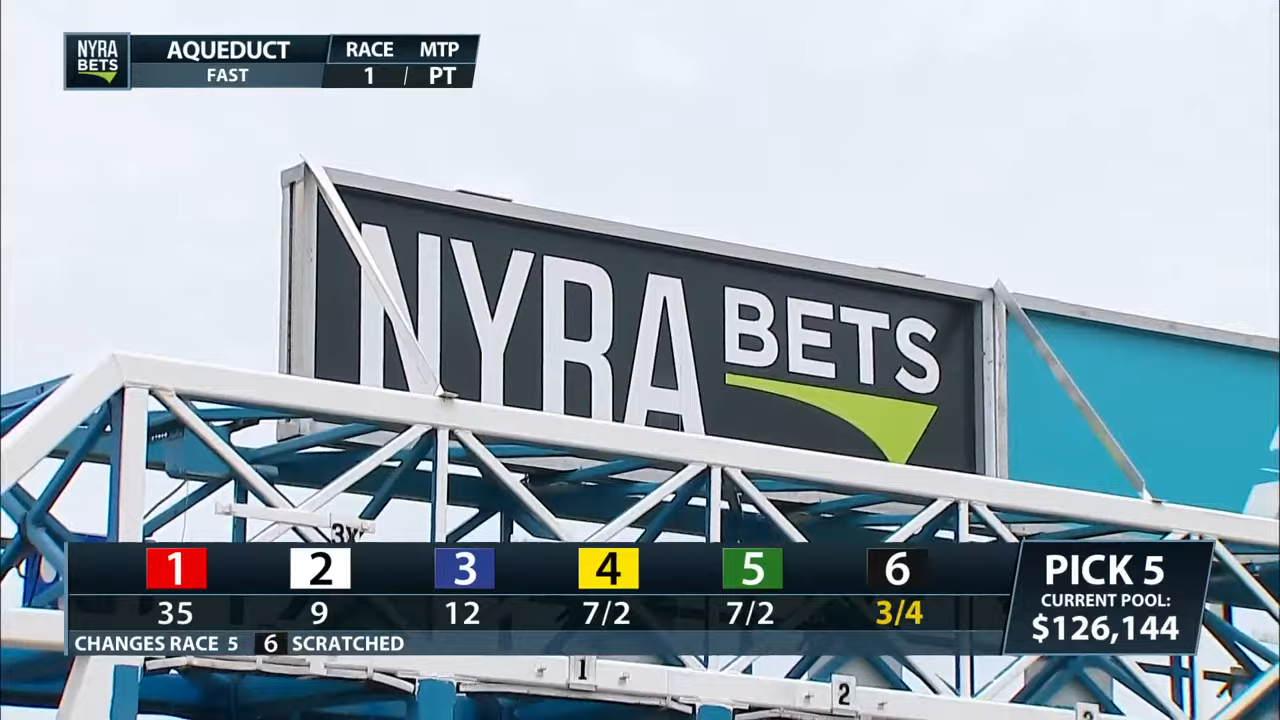 NYRA
BETS
AQUEDUCT
FAST
RACE MTP
1 / PT
NYRA BETS
3X
1 2 3 4 5 6
35 9 12 7/2 7/2 3/4
CHANGES RACE 5 6 SCRATCHED
PICK 5
CURRENT POOL:
$126,144
1
2